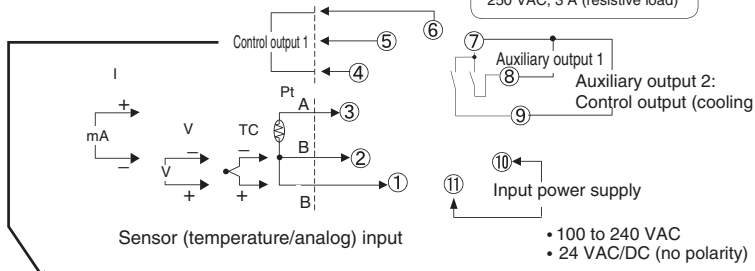 250 VAC, 3 A (resistive load)
⑥
⑦
Control output 1
⑤
Auxiliary output 1
④
⑧
Auxiliary output 2:
Control output (cooling
I
Pt
A
③
⑨
+
mA
V
TC
−
−
−
B
②
⑩
V
①
⑪
Input power supply
+
+
B
Sensor (temperature/analog) input
• 100 to 240 VAC
• 24 VAC/DC (no polarity)